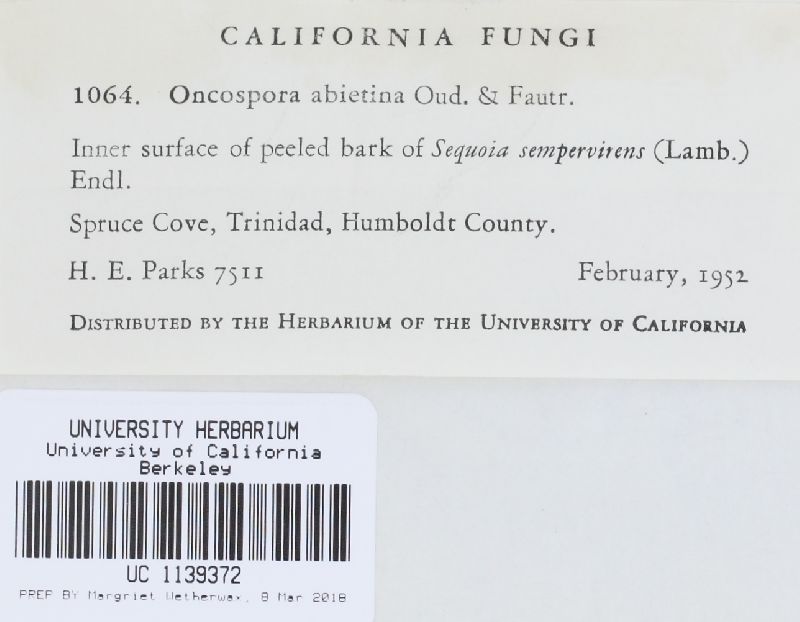 CALIFORNIA FUNGI
1064. Oncospora abietina Oud. & Fautr.
Inner surface of peeled bark of Sequoia sempervirens (Lamb.)
Endl.
Spruce Cove, Trinidad, Humboldt County.
H. E. Parks 7511 February, 1952
DISTRIBUTED BY THE HERBARIUM OF THE UNIVERSITY OF CALIFORNIA
UNIVERSITY HERBARIUM
University of California
Berkeley
UC 1139372
PREP BY Margriet Wetherwax, 8 Mar 2018